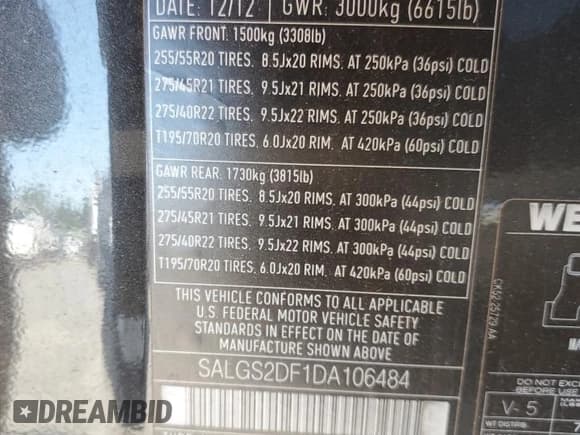 DATE: 12/12 GWR: 3000kg (6615lb)
GAWR FRONT: 1500kg (3308lb)
255/55R20 TIRES. 8.5Jx20 RIMS. AT 250kPa (36psi) COLD
275/45R21 TIRES. 9.5Jx21 RIMS. AT 250kPa (36psi) COLD
275/40R22 TIRES. 9.5Jx22 RIMS. AT 250kPa (36psi) COLD
T195/70R20 TIRES. 6.0Jx20 RIM. AT 420kPa (60psi) COLD
GAWR REAR: 1730kg (3815lb)
255/55R20 TIRES. 8.5Jx20 RIMS. AT 300kPa (44psi) COLD
275/45R21 TIRES. 9.5Jx21 RIMS. AT 300kPa (44psi) COLD
275/40R22 TIRES. 9.5Jx22 RIMS. AT 300kPa (44psi) COLD
T195/70R20 TIRES. 6.0Jx20 RIM. AT 420kPa (60psi) COLD
THIS VEHICLE CONFORMS TO ALL APPLICABLE
U.S. FEDERAL MOTOR VEHICLE SAFETY
STANDARDS IN EFFECT ON THE DATE OF
MANUFACTURE SHOWN ABOVE.
SALGS2DF1DA106484
WE
CK52 25729 AA
DISCONNECTED
V-5
WT DISTRIB
DREAMBID